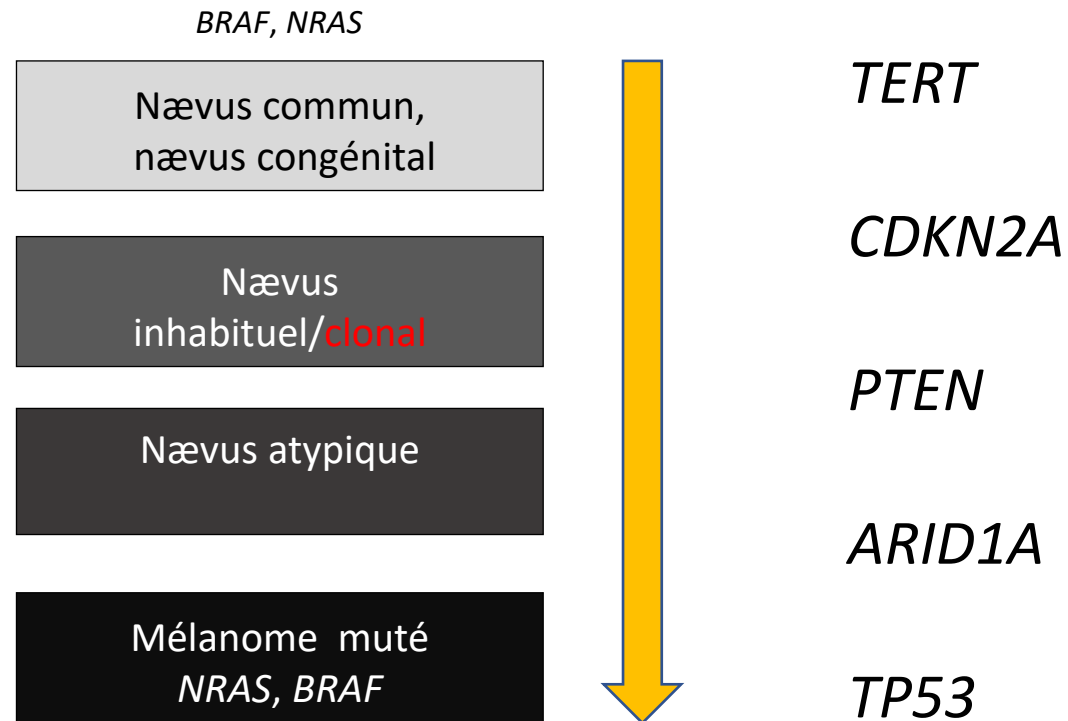 BRAF, NRAS
Nævus commun,
nævus congénital
Nævus
inhabituel/clonal
Nævus atypique
Mélanome muté
NRAS, BRAF
TERT
CDKN2A
PTEN
ARID1A
TP53